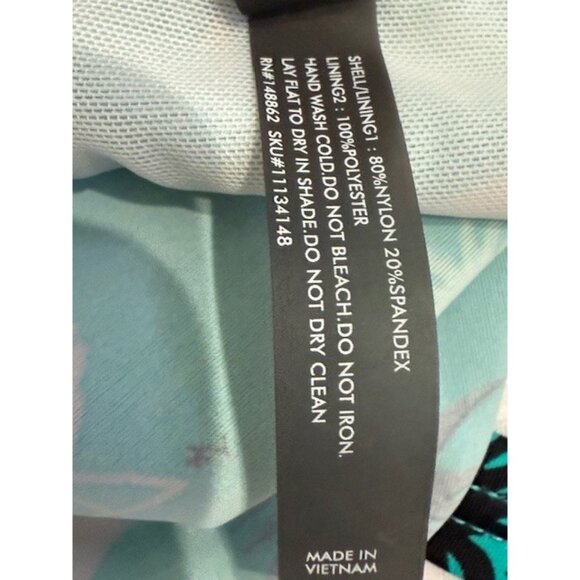 SHELL/LINING1 : 80%NYLON 20%SPANDEX
LINING2 : 100%POLYESTER
HAND WASH COLD.DO NOT BLEACH.DO NOT IRON.
LAY FLAT TO DRY IN SHADE.DO NOT DRY CLEAN
RN#148862 SKU#11134148
MADE IN
VIETNAM